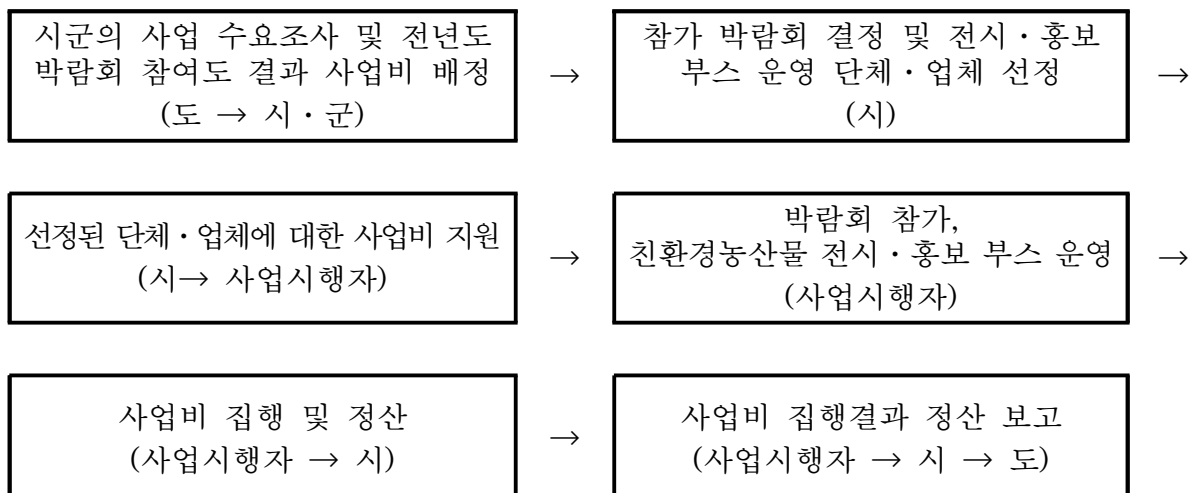 시군의 사업 수요조사 및 전년도
박람회 참여도 결과 사업비 배정
(도 → 시·군)
→
참가 박람회 결정 및 전시·홍보
부스 운영 단체·업체 선정
(시)
→
선정된 단체·업체에 대한 사업비 지원
(시→ 사업시행자)
→
박람회 참가,
친환경농산물 전시·홍보 부스 운영
(사업시행자)
→
사업비 집행 및 정산
(사업시행자 → 시)
→
사업비 집행결과 정산 보고
(사업시행자 → 시 → 도)